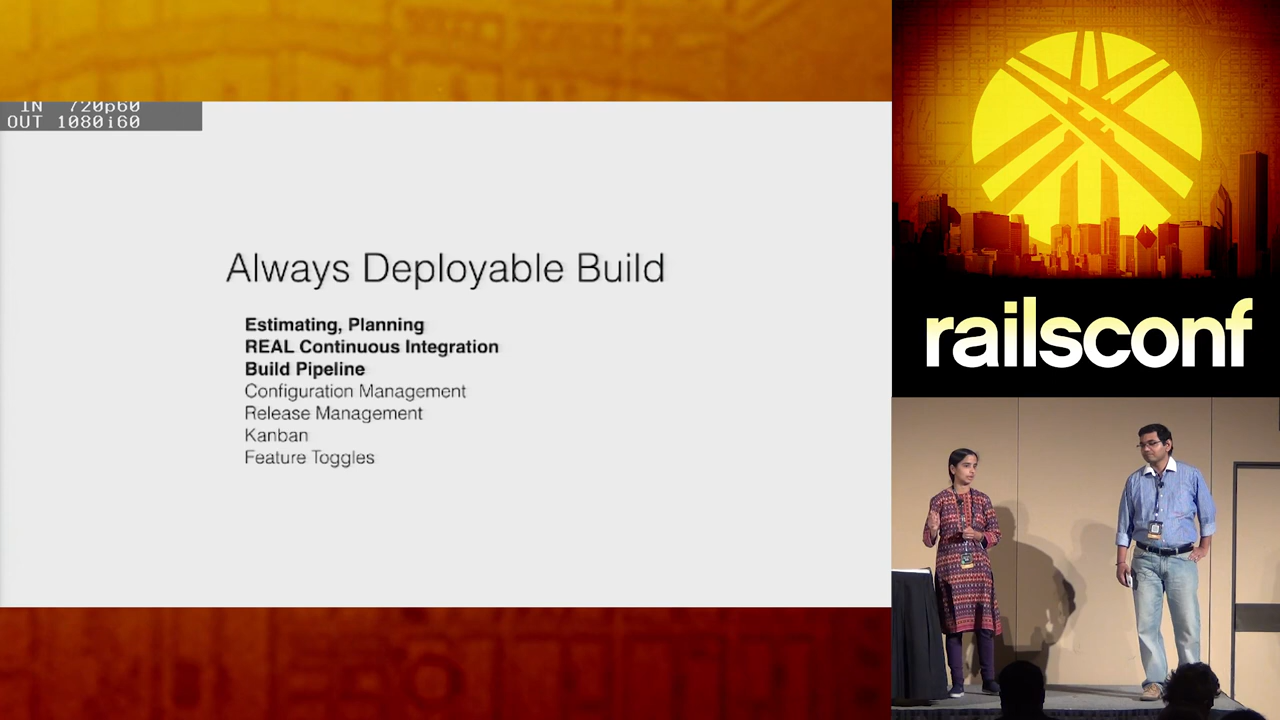 IN 720p60
OUT 1080i60
Always Deployable Build
Estimating, Planning
REAL Continuous Integration
Build Pipeline
Configuration Management
Release Management
Kanban
Feature Toggles
railsconf